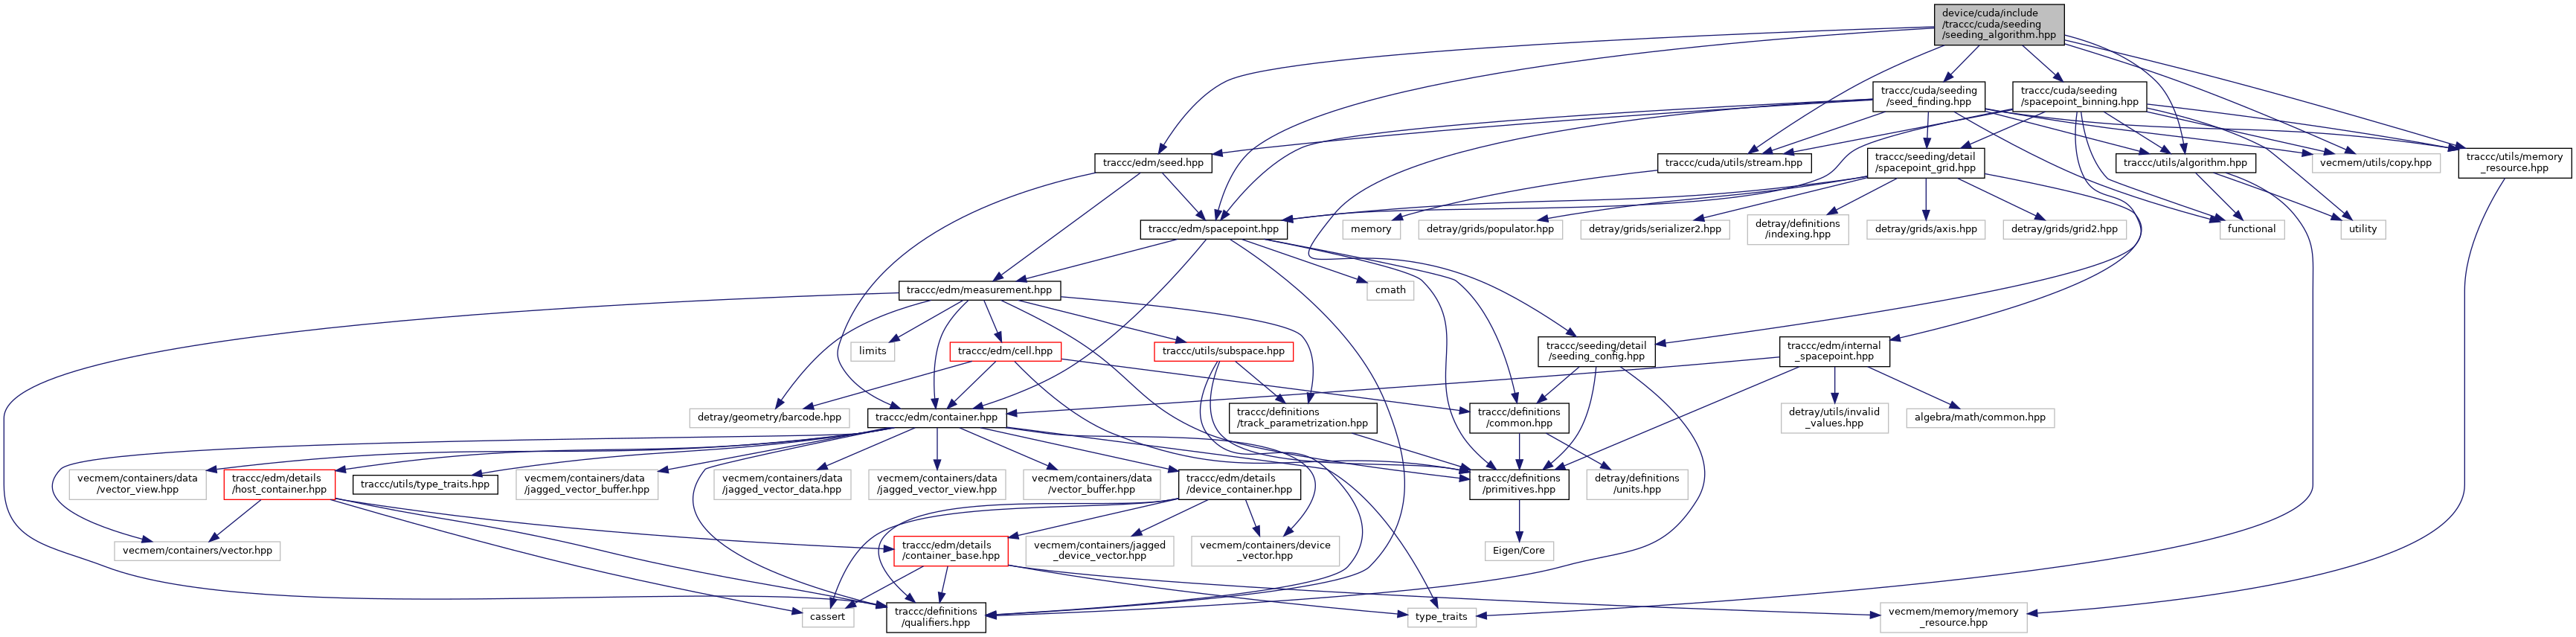 device/cuda/include
/traccc/cuda/seeding
/seeding_algorithm.hpp
traccc/cuda/seeding
/seed_finding.hpp
traccc/cuda/seeding
/spacepoint_binning.hpp
traccc/edm/seed.hpp
traccc/cuda/utils/stream.hpp
traccc/seeding/detail
/spacepoint_grid.hpp
traccc/utils/algorithm.hpp
vecmem/utils/copy.hpp
traccc/utils/memory
_resource.hpp
traccc/edm/spacepoint.hpp
memory
detray/grids/populator.hpp
detray/grids/serializer2.hpp
detray/definitions
/indexing.hpp
detray/grids/axis.hpp
detray/grids/grid2.hpp
functional
utility
traccc/edm/measurement.hpp
cmath
limits
traccc/edm/cell.hpp
traccc/utils/subspace.hpp
traccc/seeding/detail
/seeding_config.hpp
traccc/edm/internal
_spacepoint.hpp
detray/geometry/barcode.hpp
traccc/edm/container.hpp
traccc/definitions
/track_parametrization.hpp
traccc/definitions
/common.hpp
detray/utils/invalid
_values.hpp
algebra/math/common.hpp
vecmem/containers/data
/vector_view.hpp
traccc/edm/details
/host_container.hpp
traccc/utils/type_traits.hpp
vecmem/containers/data
/jagged_vector_buffer.hpp
vecmem/containers/data
/jagged_vector_data.hpp
vecmem/containers/data
/jagged_vector_view.hpp
vecmem/containers/data
/vector_buffer.hpp
traccc/edm/details
/device_container.hpp
traccc/definitions
/primitives.hpp
detray/definitions
/units.hpp
vecmem/containers/vector.hpp
traccc/edm/details
/container_base.hpp
vecmem/containers/jagged
_device_vector.hpp
vecmem/containers/device
_vector.hpp
Eigen/Core
cassert
traccc/definitions
/qualifiers.hpp
type_traits
vecmem/memory/memory
_resource.hpp